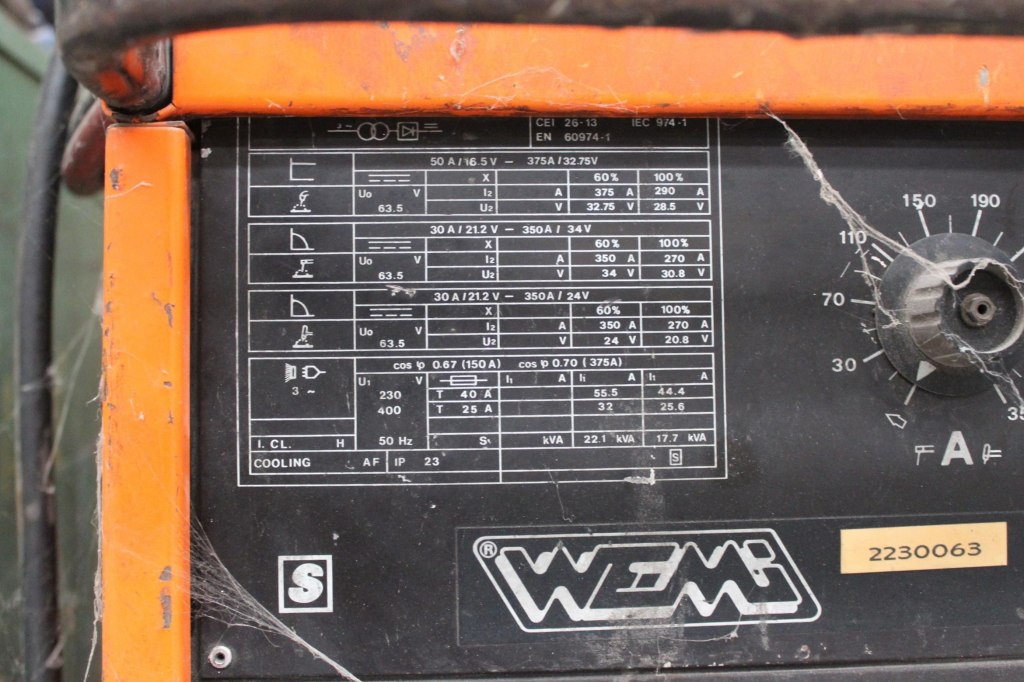 3 ~
CEI 26-13 IEC 974-1
EN 60974-1
50 A / 16.5 V – 375A / 32.75V
X 60% 100%
U0 V I2 A 375 A 290 A
63.5 U2 V 32.75 V 28.5 V
30 A / 21.2 V – 350 A / 34V
X 60% 100%
U0 V I2 A 350 A 270 A
63.5 U2 V 34 V 30.8 V
30 A / 21.2 V – 350 A / 24V
X 60% 100%
U0 V I2 A 350 A 270 A
63.5 U2 V 24 V 20.8 V
cos φ 0.67 (150 A) cos φ 0.70 (375A)
3 ~ U1 V I1 A I1 A I1 A
230 T 40 A 55.5 44.4
400 T 25 A 32 25.6
I. CL. H 50 Hz S1 kVA 22.1 kVA 17.7 kVA
COOLING AF IP 23 S
150 190
110
70
30
A
S
® WEMi
2230063